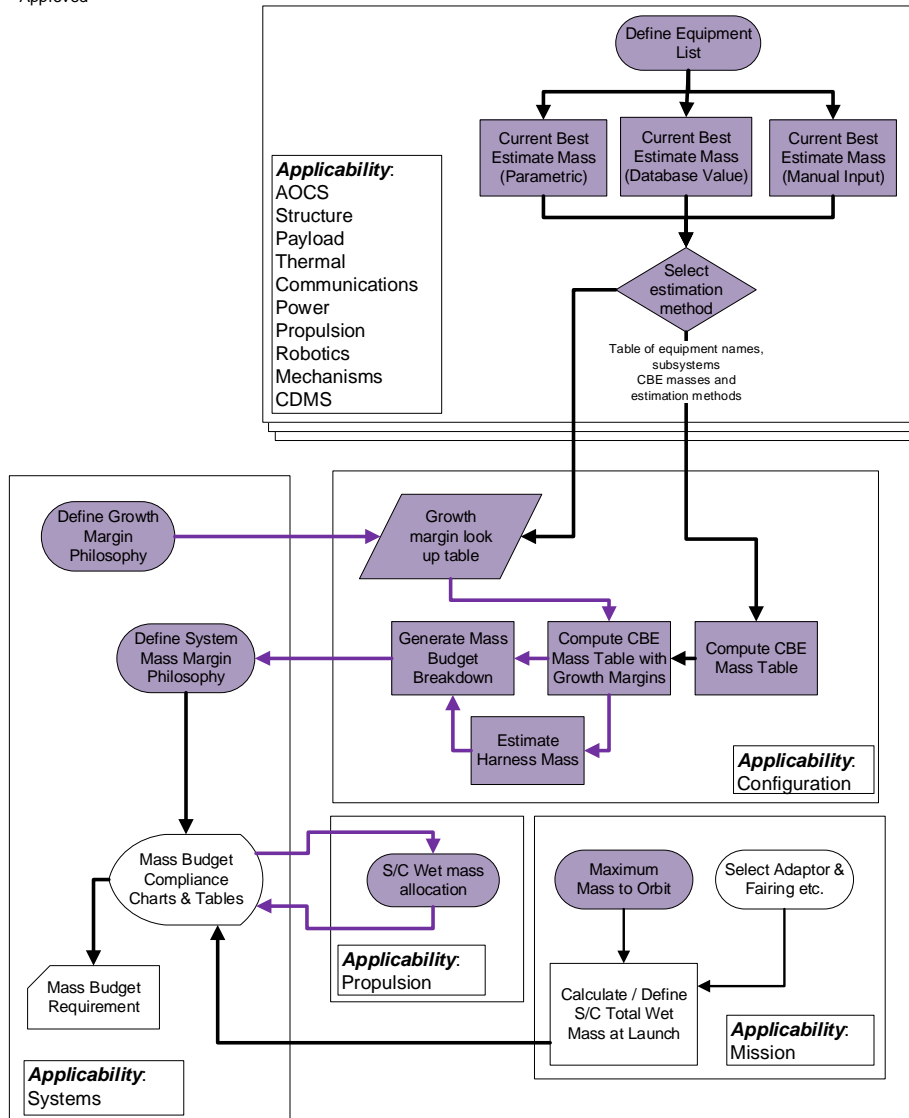 Approved
Define Equipment
List
Current Best
Estimate Mass
(Parametric)
Current Best
Estimate Mass
(Database Value)
Current Best
Estimate Mass
(Manual Input)
Applicability:
AOCS
Structure
Payload
Thermal
Communications
Power
Propulsion
Robotics
Mechanisms
CDMS
Select
estimation
method
Table of equipment names,
subsystems
CBE masses and
estimation methods
Define Growth
Margin
Philosophy
Growth
margin look
up table
Define System
Mass Margin
Philosophy
Generate Mass
Budget
Breakdown
Compute CBE
Mass Table with
Growth Margins
Compute CBE
Mass Table
Estimate
Harness Mass
Applicability:
Configuration
Mass Budget
Compliance
Charts & Tables
S/C Wet mass
allocation
Maximum
Mass to Orbit
Select Adaptor &
Fairing etc.
Applicability:
Propulsion
Mass Budget
Requirement
Calculate / Define
S/C Total Wet
Mass at Launch
Applicability:
Mission
Applicability:
Systems